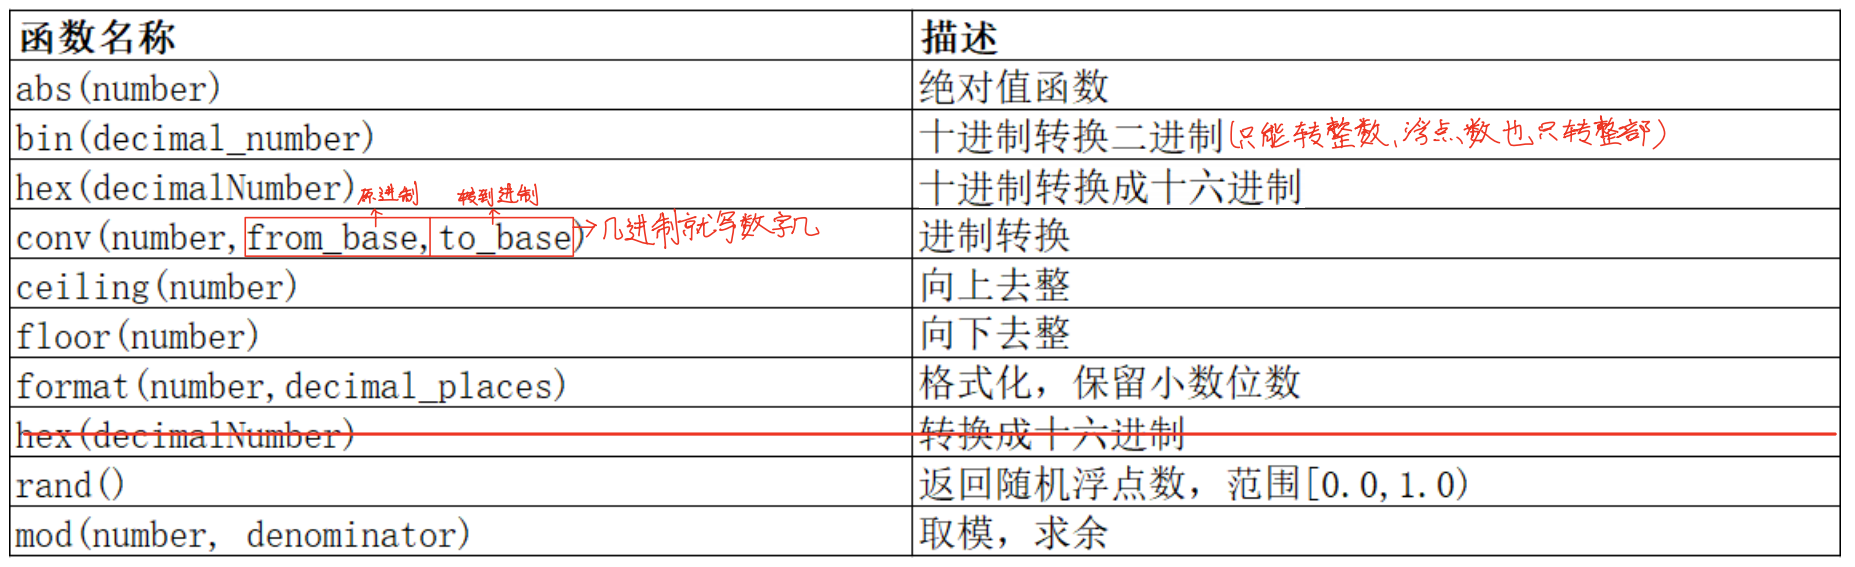 函数名称 描述
abs(number) 绝对值函数
bin(decimal_number) 十进制转换二进制(只能转整数、浮点数也只转整部)
hex(decimalNumber) 十进制转换成十六进制
原进制 转到进制
conv(number,from_base,to_base) →几进制就写数字几 进制转换
ceiling(number) 向上去整
floor(number) 向下去整
format(number,decimal_places) 格式化，保留小数位数
hex(decimalNumber) 转换成十六进制
rand() 返回随机浮点数，范围[0.0,1.0)
mod(number, denominator) 取模，求余